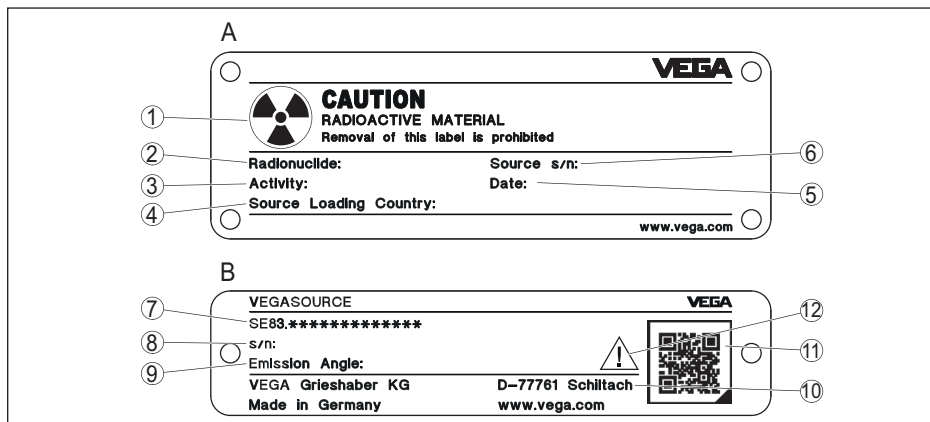 A
VEGA
CAUTION
RADIOACTIVE MATERIAL
Removal of this label is prohibited
1
2 Radionuclide: Source s/n: 6
3 Activity: Date: 5
4 Source Loading Country:
www.vega.com
B
VEGASOURCE VEGA
7 SE83.************* 12
8 s/n: 11
9 Emission Angle:
VEGA Grieshaber KG D-77761 Schiltach 10
Made in Germany www.vega.com